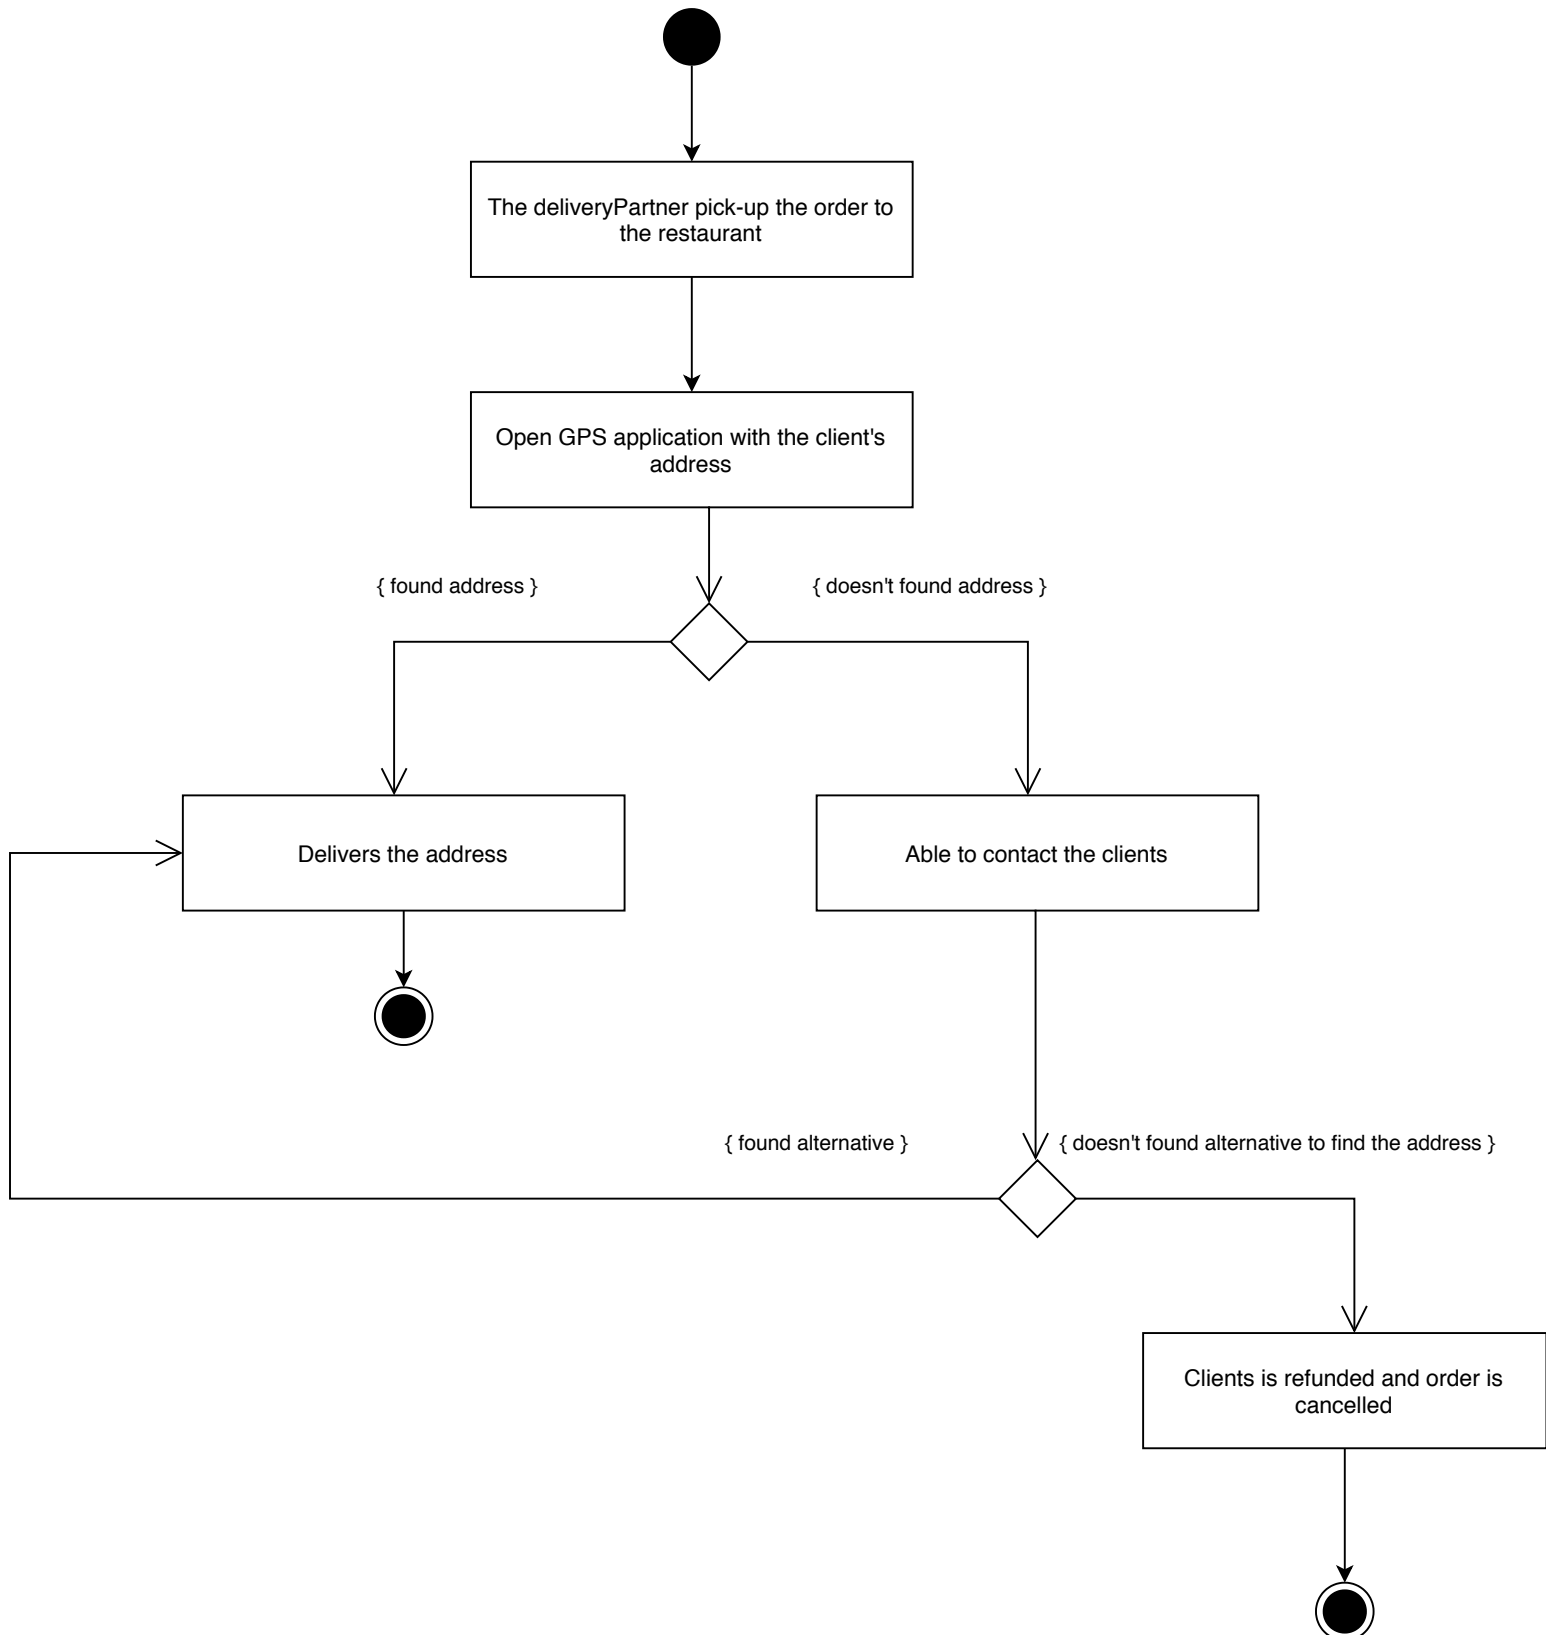 The deliveryPartner pick-up the order to
the restaurant
Open GPS application with the client's
address
{ found address }
{ doesn't found address }
Delivers the address
Able to contact the clients
{ found alternative }
{ doesn't found alternative to find the address }
Clients is refunded and order is
cancelled